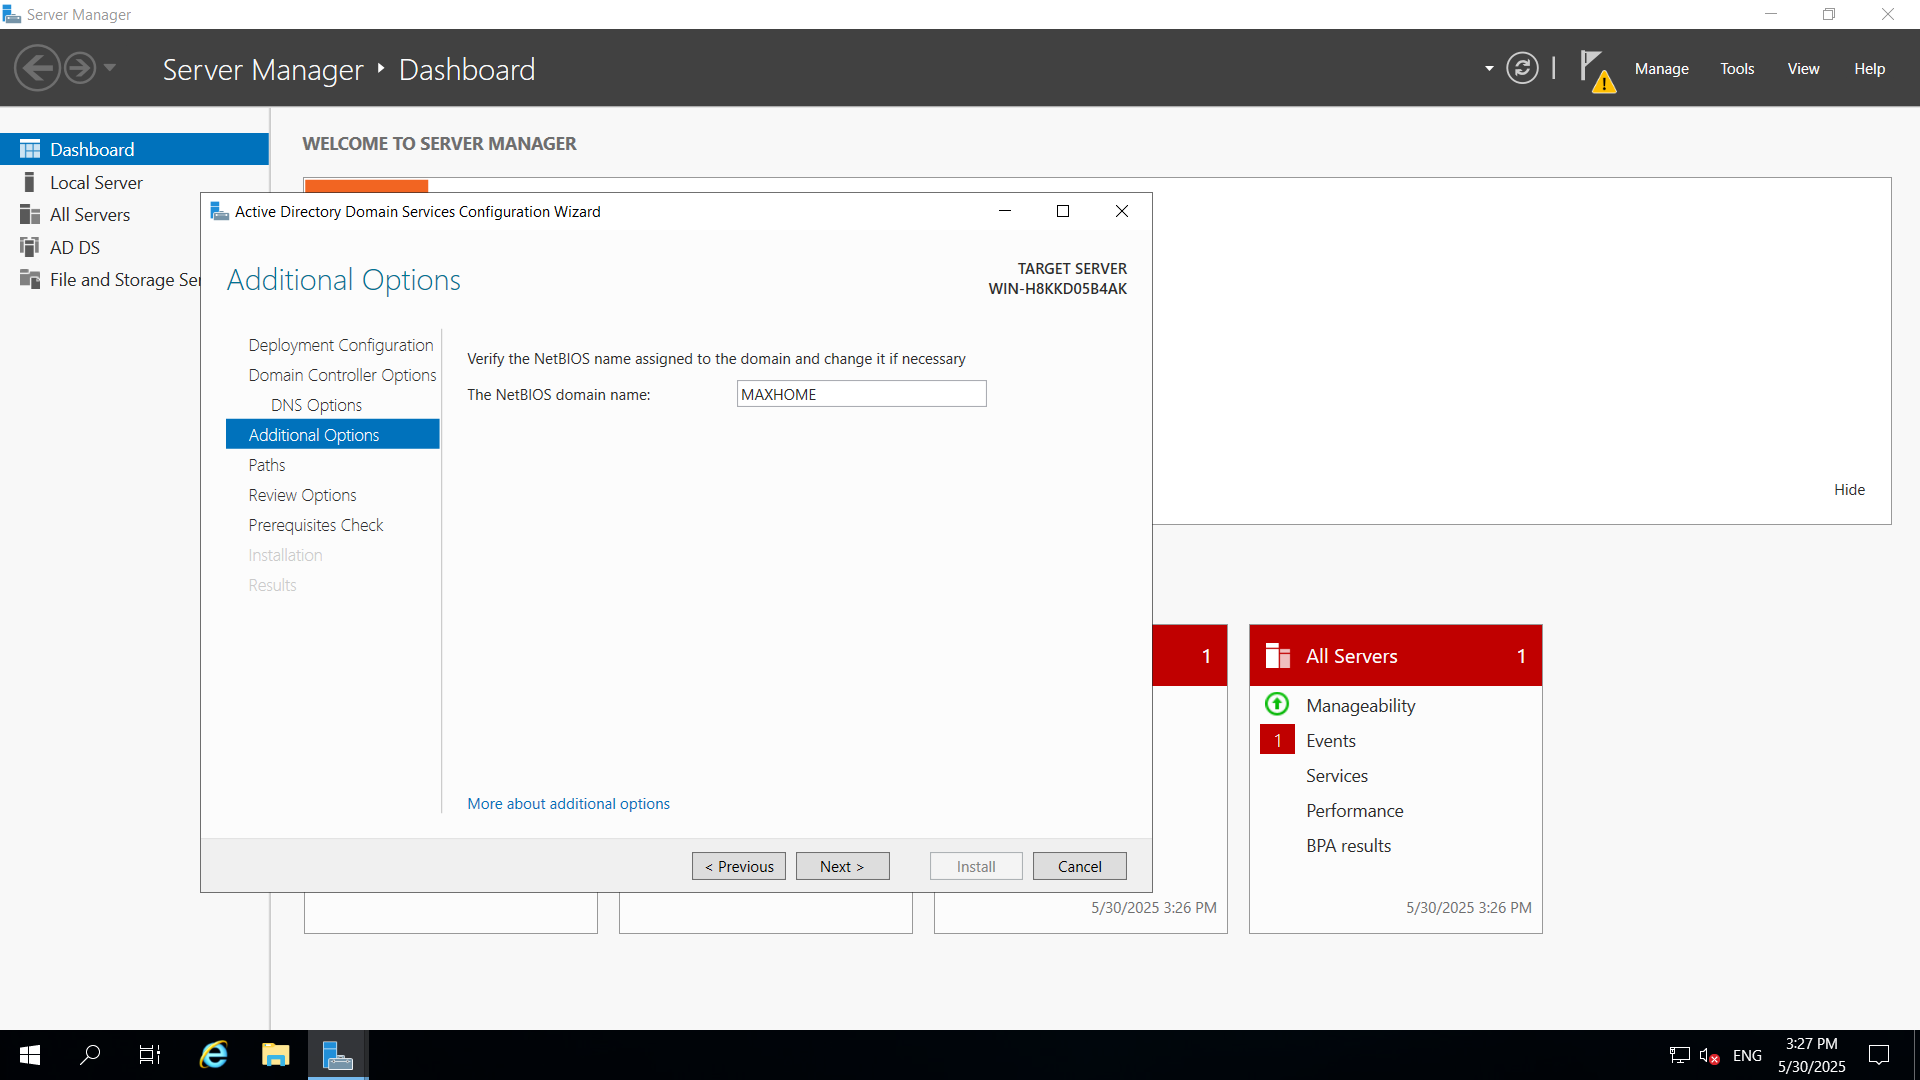 Server Manager
Server Manager • Dashboard
Manage
Tools
View
Help
Dashboard
Local Server
All Servers
AD DS
File and Storage Ser
WELCOME TO SERVER MANAGER
Hide
Active Directory Domain Services Configuration Wizard
Additional Options
TARGET SERVER
WIN-H8KKD05B4AK
Deployment Configuration
Domain Controller Options
DNS Options
Additional Options
Paths
Review Options
Prerequisites Check
Installation
Results
Verify the NetBIOS name assigned to the domain and change it if necessary
The NetBIOS domain name: MAXHOME
More about additional options
< Previous
Next >
Install
Cancel
1
5/30/2025 3:26 PM
All Servers 1
Manageability
1 Events
Services
Performance
BPA results
5/30/2025 3:26 PM
ENG
3:27 PM
5/30/2025